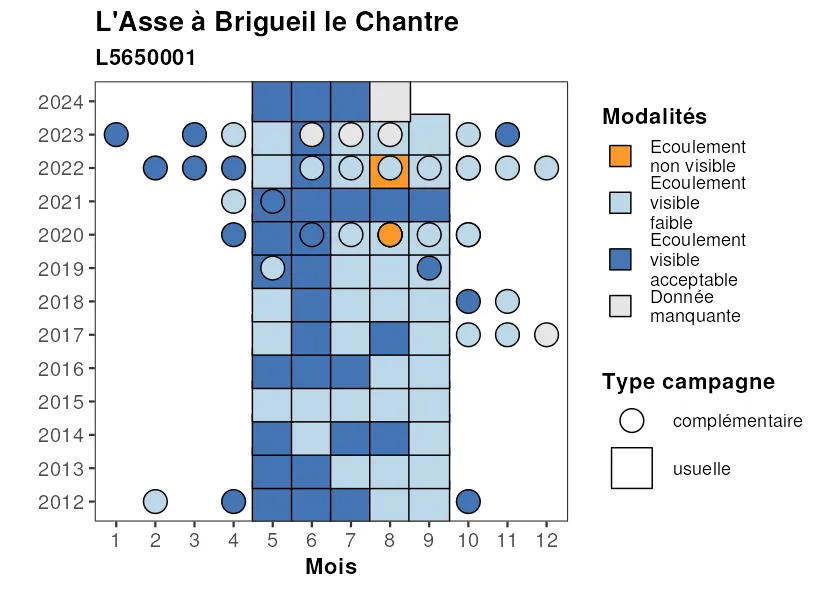 L'Asse à Brigueil le Chantre
L5650001
2024
2023
2022
2021
2020
2019
2018
2017
2016
2015
2014
2013
2012
1 2 3 4 5 6 7 8 9 10 11 12
Mois
Modalités
Ecoulement
non visible
Ecoulement
visible
faible
Ecoulement
visible
acceptable
Donnée
manquante
Type campagne
complémentaire
usuelle